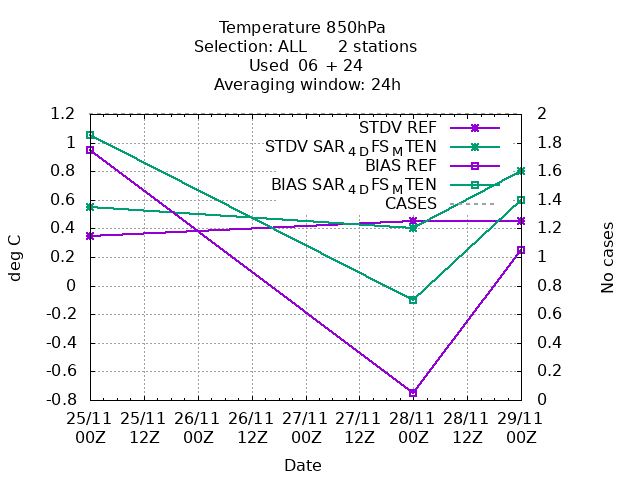 Temperature 850hPa
Selection: ALL      2 stations
Used  06 + 24
Averaging window: 24h
STDV REF
STDV SAR4DFSMTEN
BIAS REF
BIAS SAR4DFSMTEN
CASES
deg C
1.2
1
0.8
0.6
0.4
0.2
0
-0.2
-0.4
-0.6
-0.8
2
1.8
1.6
1.4
1.2
1
0.8
0.6
0.4
0.2
0
No cases
25/11 25/11 26/11 26/11 27/11 27/11 28/11 28/11 29/11
00Z 12Z 00Z 12Z 00Z 12Z 00Z 12Z 00Z
Date